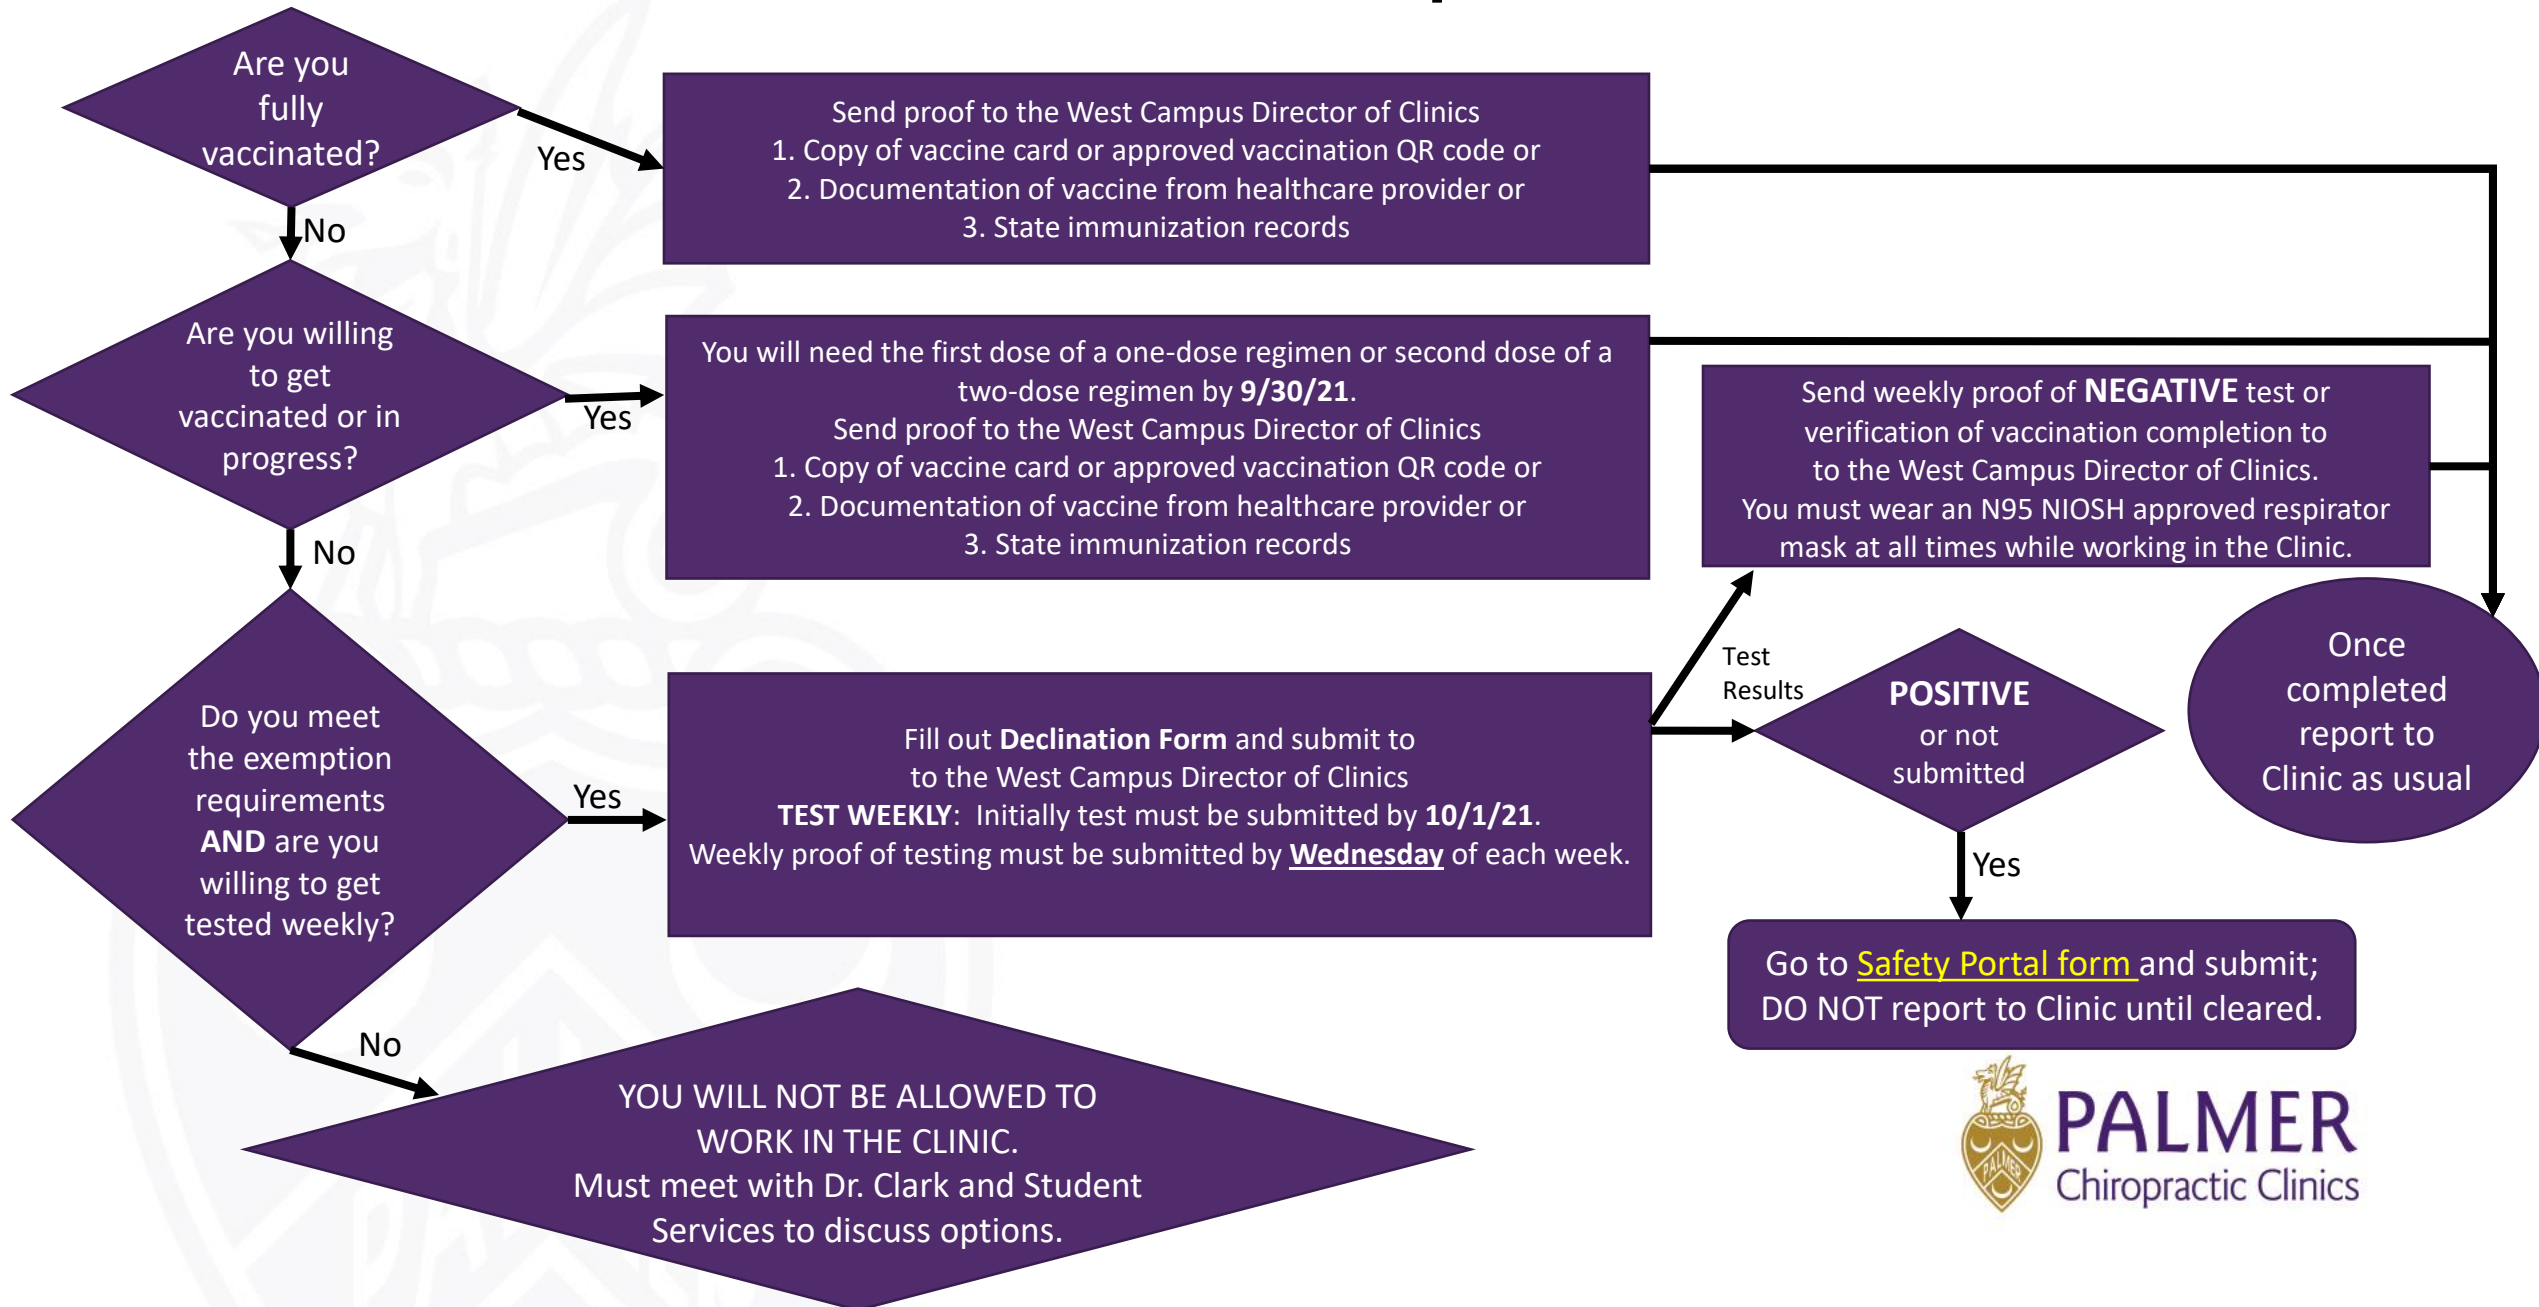 Are you
fully
vaccinated?
Yes
Send proof to the West Campus Director of Clinics
1. Copy of vaccine card or approved vaccination QR code or
2. Documentation of vaccine from healthcare provider or
3. State immunization records
No
Are you willing
to get
vaccinated or in
progress?
Yes
You will need the first dose of a one-dose regimen or second dose of a
two-dose regimen by 9/30/21.
Send proof to the West Campus Director of Clinics
1. Copy of vaccine card or approved vaccination QR code or
2. Documentation of vaccine from healthcare provider or
3. State immunization records
No
Do you meet
the exemption
requirements
AND are you
willing to get
tested weekly?
Yes
Fill out Declination Form and submit to
to the West Campus Director of Clinics
TEST WEEKLY: Initially test must be submitted by 10/1/21.
Weekly proof of testing must be submitted by Wednesday of each week.
Test
Results
Send weekly proof of NEGATIVE test or
verification of vaccination completion to
to the West Campus Director of Clinics.
You must wear an N95 NIOSH approved respirator
mask at all times while working in the Clinic.
POSITIVE
or not
submitted
Yes
Go to Safety Portal form and submit;
DO NOT report to Clinic until cleared.
Once
completed
report to
Clinic as usual
No
YOU WILL NOT BE ALLOWED TO
WORK IN THE CLINIC.
Must meet with Dr. Clark and Student
Services to discuss options.
PALMER
PALMER
Chiropractic Clinics